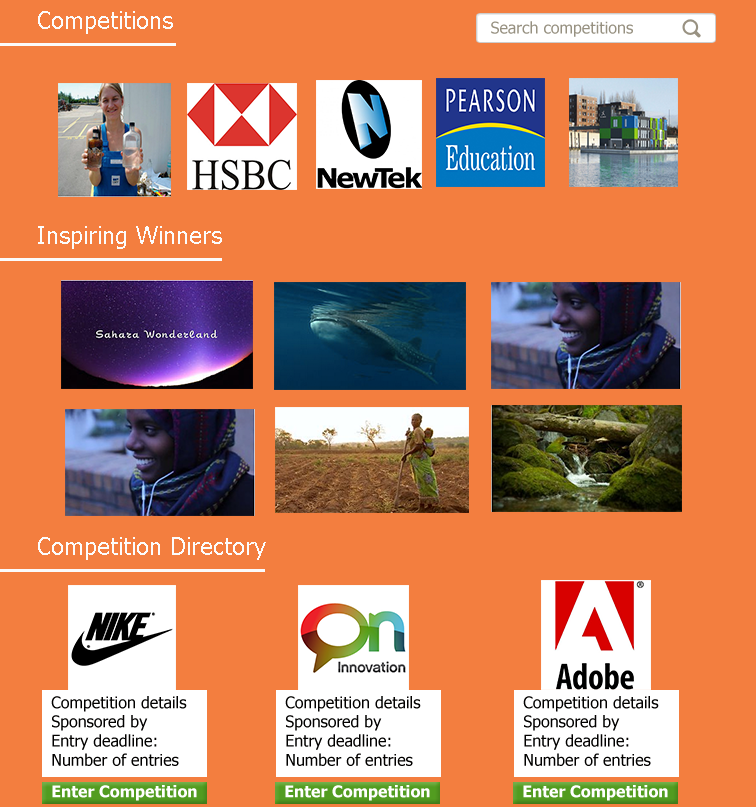 Competitions
Search competitions
HSBC
NewTek
PEARSON
Education
Inspiring Winners
Sahara Wonderland
Competition Directory
NIKE
On
Innovation
Adobe
Competition details
Sponsored by
Entry deadline:
Number of entries
Enter Competition
Competition details
Sponsored by
Entry deadline:
Number of entries
Enter Competition
Competition details
Sponsored by
Entry deadline:
Number of entries
Enter Competition